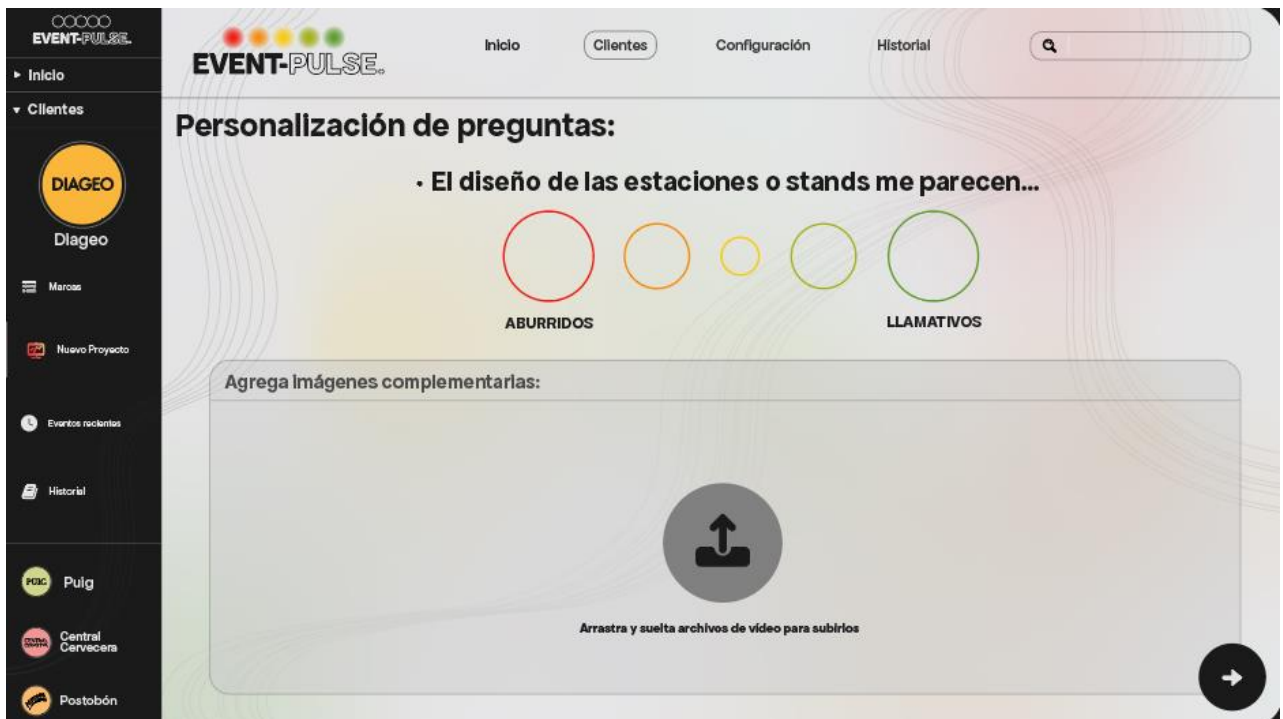 EVENT-PULSE.
Inicio
Clientes
DIAGEO
Diageo
Marcas
Nuevo Proyecto
Eventos recientes
Historial
PUIG
Puig
Central
Cervecera
Postobón
EVENT-PULSE
Inicio
Clientes
Configuración
Historial
Personalización de preguntas:
• El diseño de las estaciones o stands me parecen...
ABURRIDOS
LLAMATIVOS
Agrega imágenes complementarias:
Arrastra y suelta archivos de vídeo para subirlos